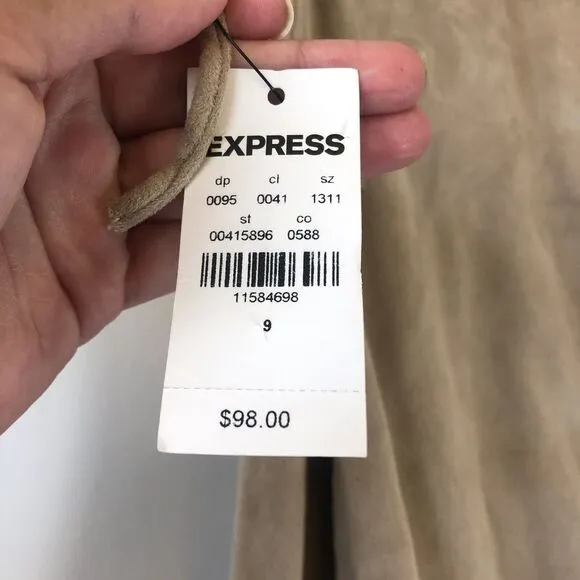 EXPRESS
dp cl sz
0095 0041 1311
st co
00415896 0588
11584698
9
$98.00